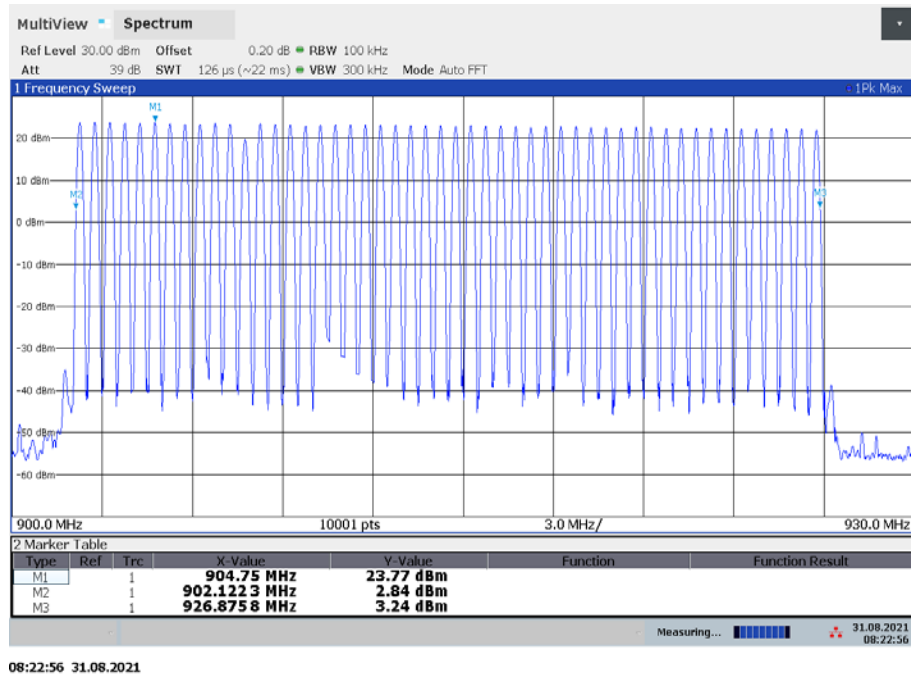 MultiView Spectrum
Ref Level 30.00 dBm Offset 0.20 dB RBW 100 kHz
Att 39 dB SWT 126 µs (~22 ms) VBW 300 kHz Mode Auto FFT
1 Frequency Sweep 1Pk Max
M1
20 dBm
10 dBm
M2 M3
0 dBm
-10 dBm
-20 dBm
-30 dBm
-40 dBm
-50 dBm
-60 dBm
900.0 MHz 10001 pts 3.0 MHz/ 930.0 MHz
2 Marker Table
Type Ref Trc X-Value Y-Value Function Function Result
M1 1 904.75 MHz 23.77 dBm
M2 1 902.1223 MHz 2.84 dBm
M3 1 926.8758 MHz 3.24 dBm
Measuring... 31.08.2021
08:22:56
08:22:56 31.08.2021